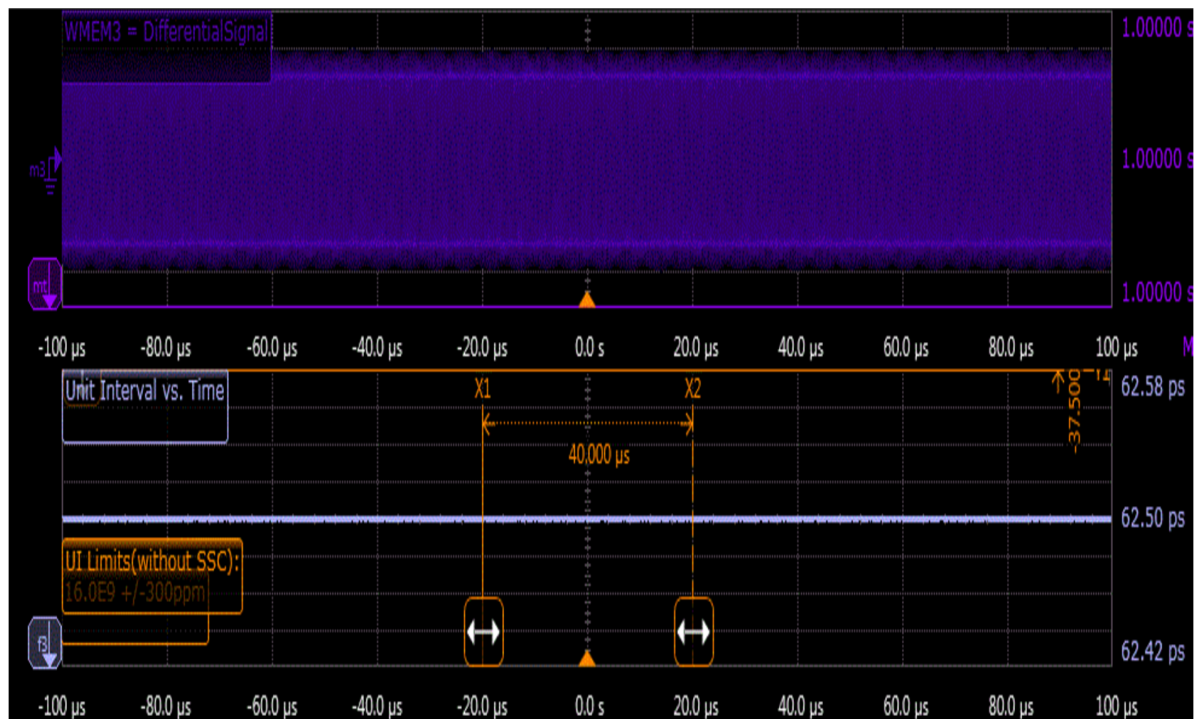 WMEM3 = DifferentialSignal
1.00000 s
m3
1.00000 s
mt
1.00000 s
-100 µs -80.0 µs -60.0 µs -40.0 µs -20.0 µs 0.0 s 20.0 µs 40.0 µs 60.0 µs 80.0 µs 100 µs M
Unit Interval vs. Time
X1 X2
62.58 ps
-37.500
40.000 µs
62.50 ps
UI Limits(without SSC):
16.0E9 +/-300ppm
f3
62.42 ps
-100 µs -80.0 µs -60.0 µs -40.0 µs -20.0 µs 0.0 s 20.0 µs 40.0 µs 60.0 µs 80.0 µs 100 µs